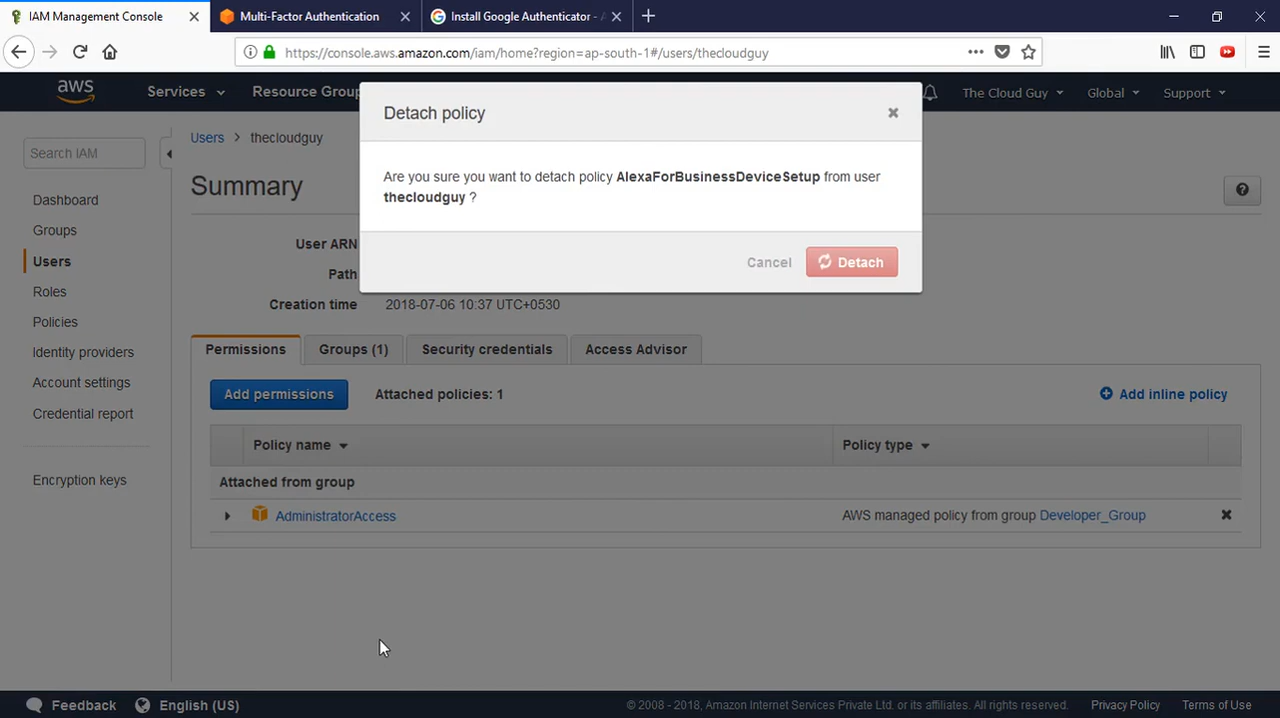 IAM Management Console
Multi-Factor Authentication
Install Google Authenticator -
https://console.aws.amazon.com/iam/home?region=ap-south-1#/users/thecloudguy
aws
Services
Resource Group
The Cloud Guy
Global
Support
Detach policy
Are you sure you want to detach policy AlexaForBusinessDeviceSetup from user
thecloudguy ?
Cancel
Detach
Search IAM
Dashboard
Groups
Users
Roles
Policies
Identity providers
Account settings
Credential report
Encryption keys
Users > thecloudguy
Summary
User ARN
Path
Creation time 2018-07-06 10:37 UTC+0530
Permissions
Groups (1)
Security credentials
Access Advisor
Add permissions
Attached policies: 1
Add inline policy
Policy name
Policy type
Attached from group
AdministratorAccess
AWS managed policy from group Developer_Group
Feedback
English (US)
© 2008 - 2018, Amazon Internet Services Private Ltd. or its affiliates. All rights reserved.
Privacy Policy
Terms of Use